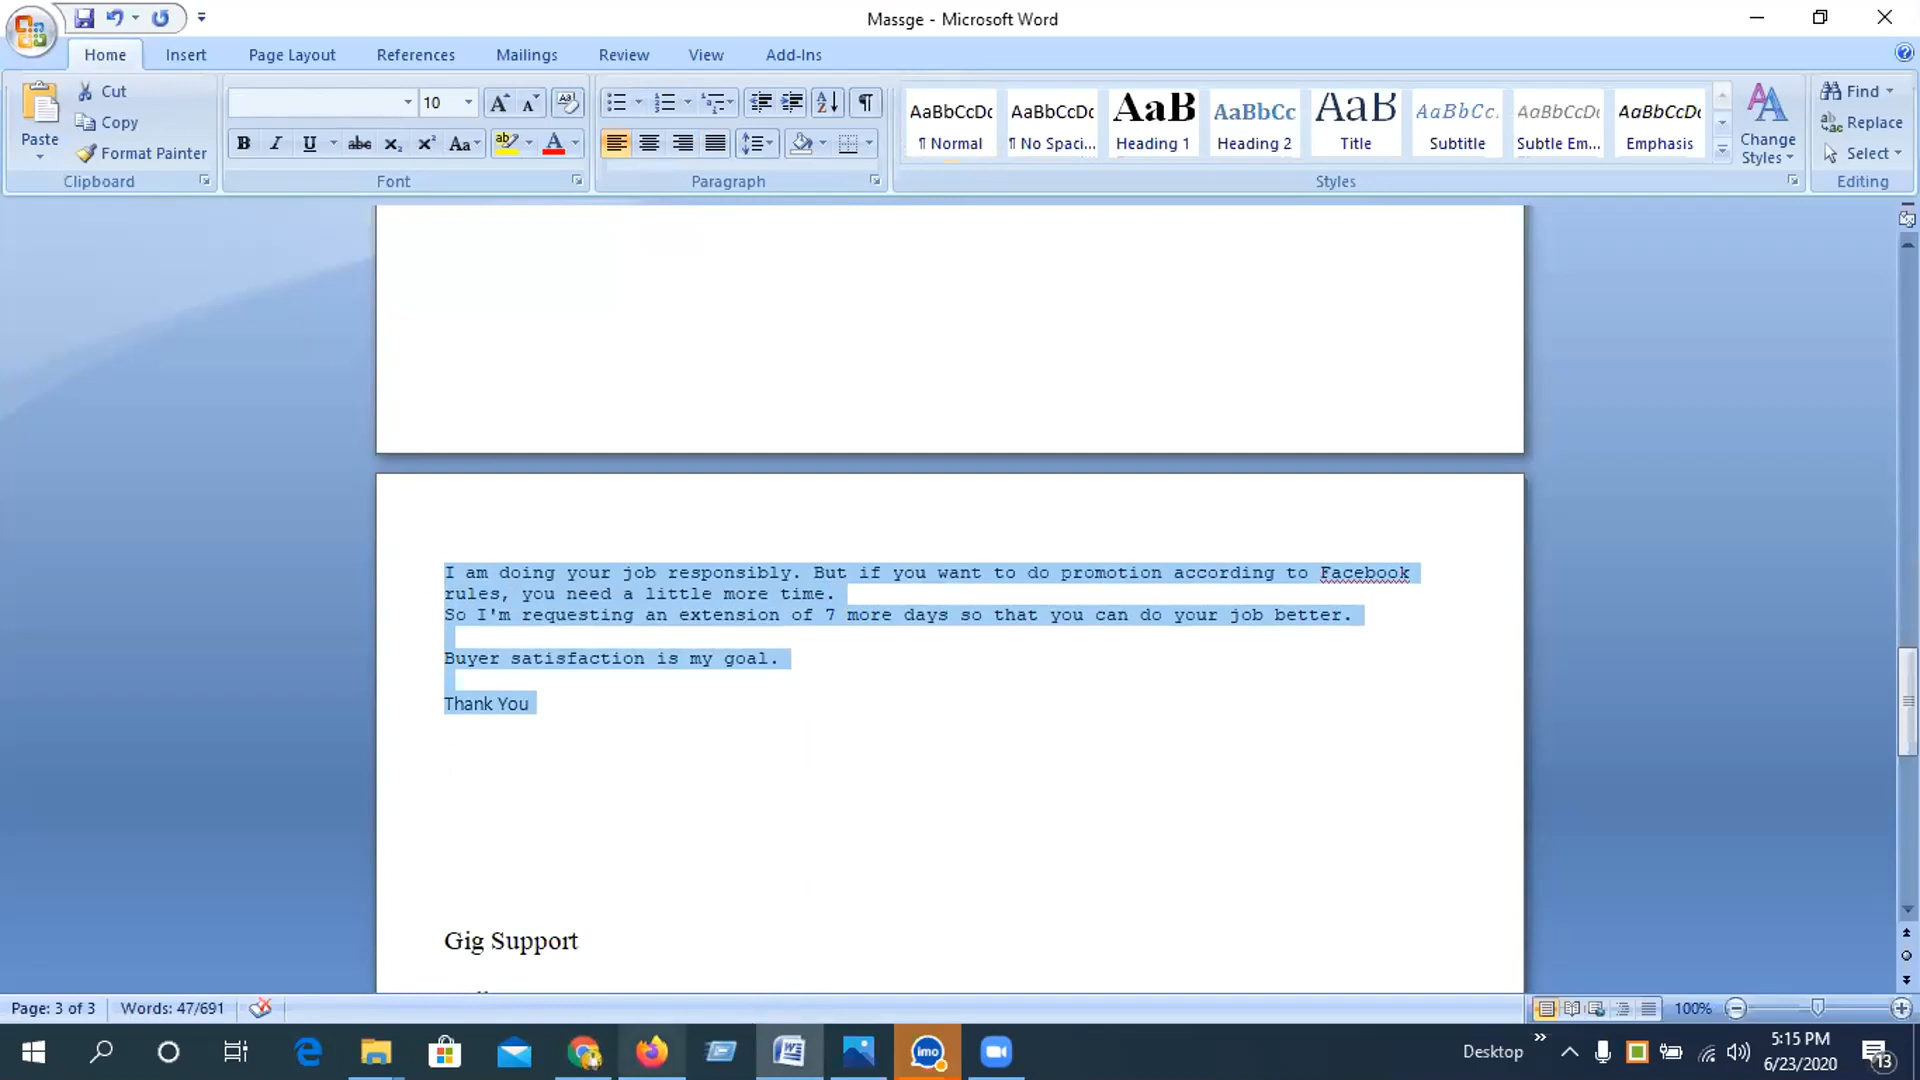 Massge - Microsoft Word
Home Insert Page Layout References Mailings Review View Add-Ins
Paste
Cut
Copy
Format Painter
Clipboard
10
Font
Paragraph
AaBbCcDc AaBbCcDc AaB AaBbCc AaB AaBbCc. AaBbCcDc AaBbCcDc
¶ Normal ¶ No Spaci... Heading 1 Heading 2 Title Subtitle Subtle Em... Emphasis
Change Styles
Styles
Find
Replace
Select
Editing
I am doing your job responsibly. But if you want to do promotion according to Facebook
rules, you need a little more time.
So I'm requesting an extension of 7 more days so that you can do your job better.
Buyer satisfaction is my goal.
Thank You
Gig Support
Page: 3 of 3 Words: 47/691 100%
imo
Desktop
5:15 PM
6/23/2020
13